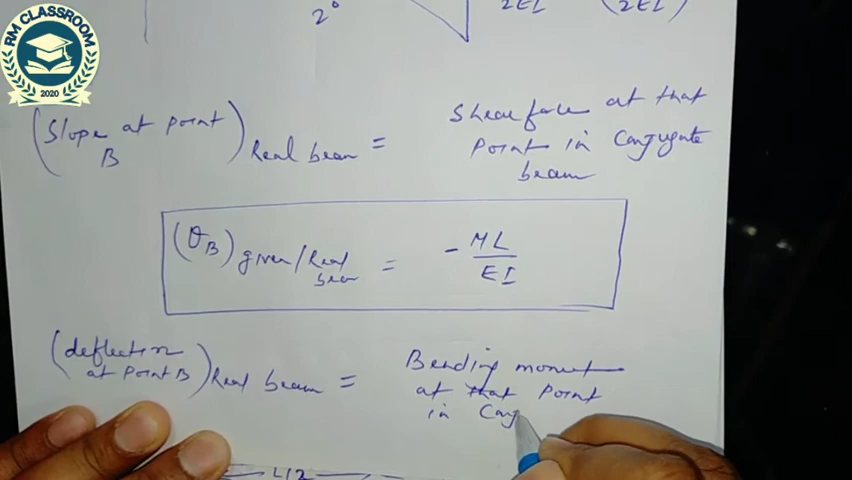 RM CLASSROOM
2020
2°
2EI
(2EI)
(Slope at point B) Real beam = Shear force at that
Point in Conjugate
beam
(θB) given/Real beam = - ML/EI
(deflection at Point B) Real beam = Bending moment
at that Point
in Conj
L/2